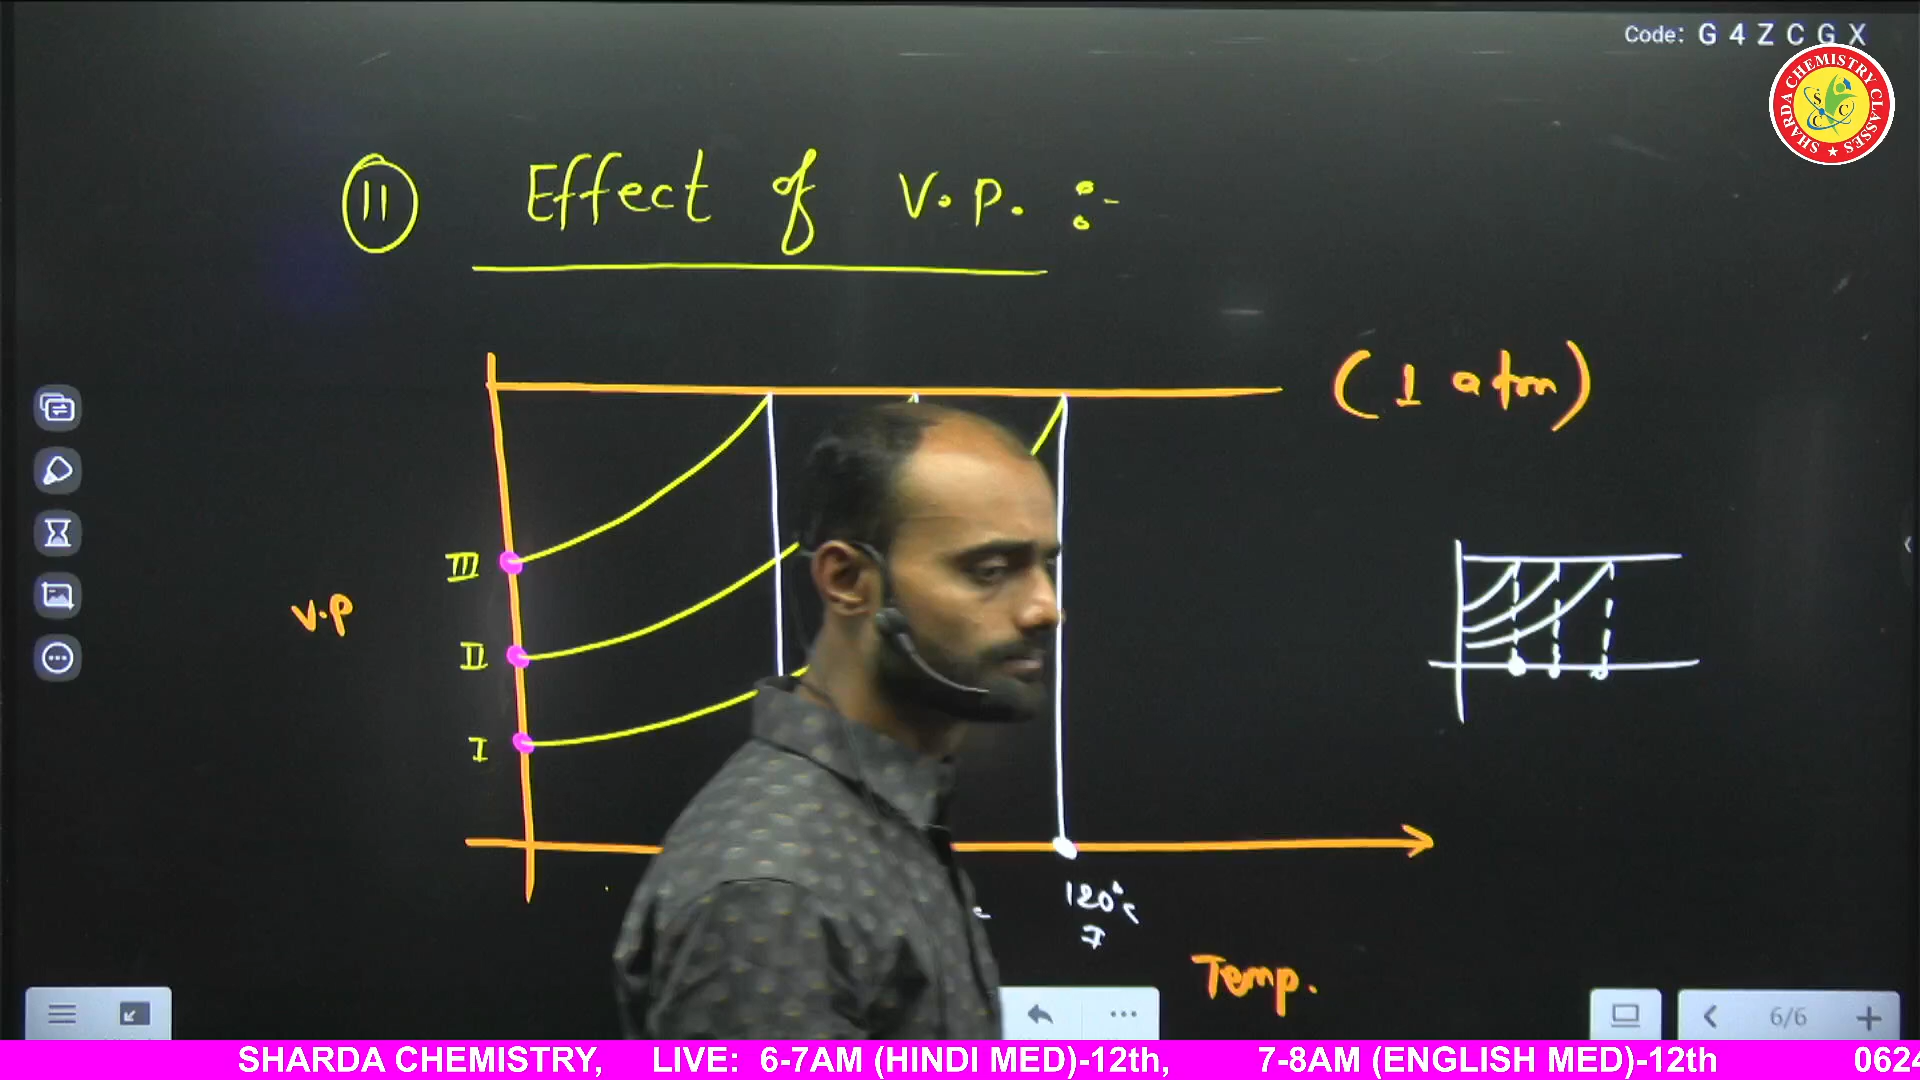 Code: G 4 Z C G X
SHARDA CHEMISTRY CLASSES
S C C
11 Effect of V.P. :-
(1 atm)
III
V.P
II
I
120°c
I
Temp.
6/6
SHARDA CHEMISTRY, LIVE: 6-7AM (HINDI MED)-12th, 7-8AM (ENGLISH MED)-12th 0624